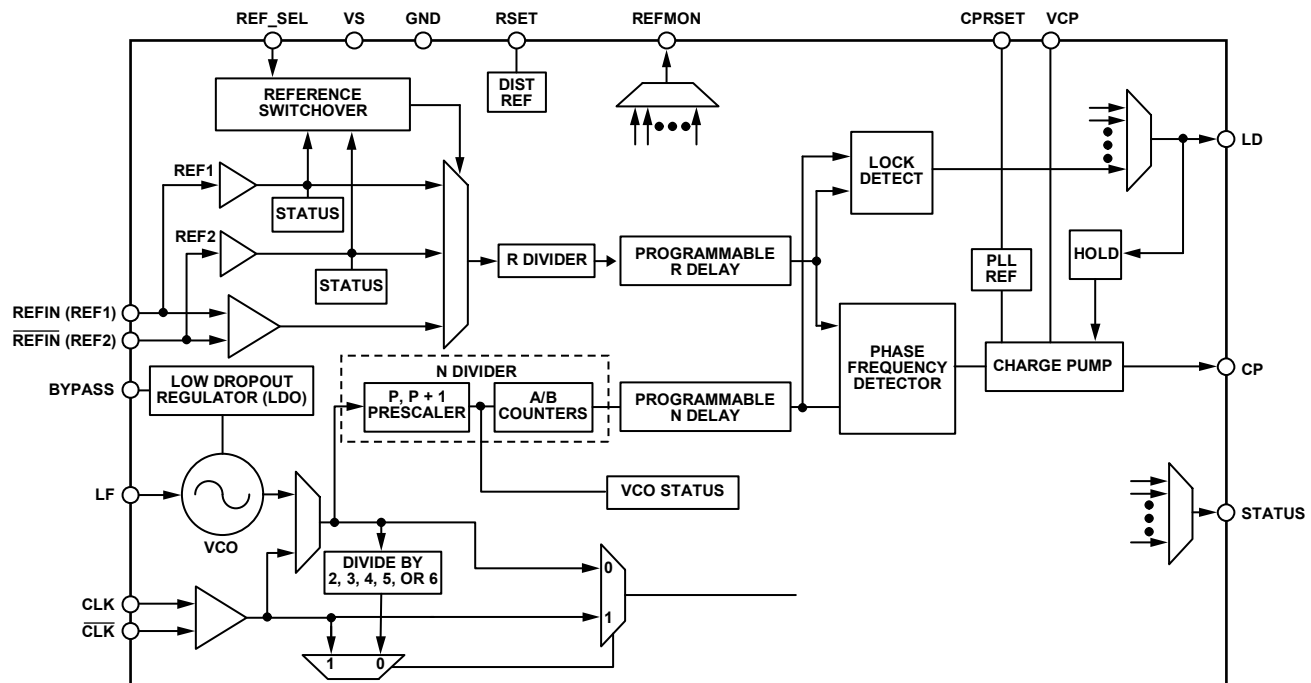 REF_SEL VS GND RSET REFMON CPRSET VCP
REFERENCE
SWITCHOVER
DIST
REF
LD
REF1
STATUS
LOCK
DETECT
REF2
STATUS
R DIVIDER
PROGRAMMABLE
R DELAY
PLL
REF
HOLD
REFIN (REF1)
REFIN (REF2)
BYPASS
LOW DROPOUT
REGULATOR (LDO)
N DIVIDER
P, P + 1
PRESCALER
A/B
COUNTERS
PROGRAMMABLE
N DELAY
PHASE
FREQUENCY
DETECTOR
CHARGE PUMP
CP
LF
VCO
VCO STATUS
STATUS
DIVIDE BY
2, 3, 4, 5, OR 6
0
1
CLK
CLK
1 0